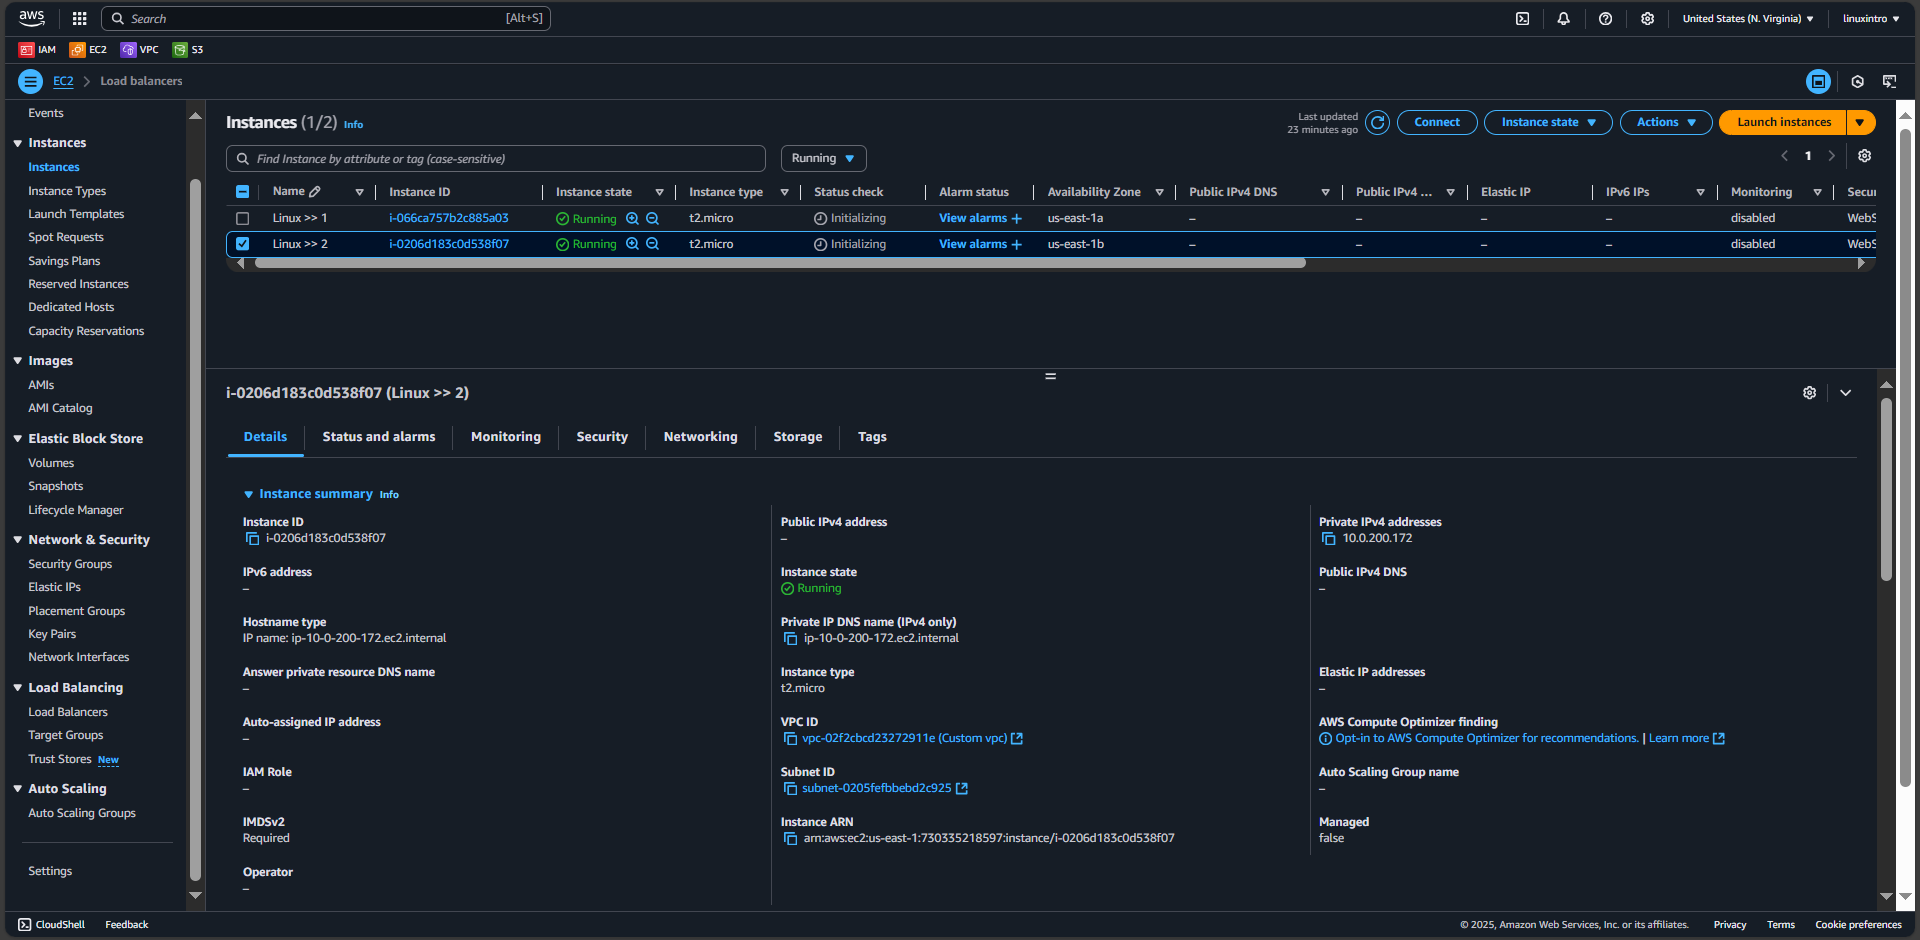 aws
Search [Alt+S] United States (N. Virginia) linuxintro
IAM EC2 VPC S3
EC2 Load balancers
Events
Instances
Instances
Instance Types
Launch Templates
Spot Requests
Savings Plans
Reserved Instances
Dedicated Hosts
Capacity Reservations
Images
AMIs
AMI Catalog
Elastic Block Store
Volumes
Snapshots
Lifecycle Manager
Network & Security
Security Groups
Elastic IPs
Placement Groups
Key Pairs
Network Interfaces
Load Balancing
Load Balancers
Target Groups
Trust Stores New
Auto Scaling
Auto Scaling Groups
Settings
Instances (1/2) Info
Last updated
23 minutes ago
Connect Instance state Actions Launch instances
Find Instance by attribute or tag (case-sensitive) Running 1
Name Instance ID Instance state Instance type Status check Alarm status Availability Zone Public IPv4 DNS Public IPv4 ... Elastic IP IPv6 IPs Monitoring Secur
Linux >> 1 i-066ca757b2c885a03 Running t2.micro Initializing View alarms + us-east-1a – – – – disabled WebS
Linux >> 2 i-0206d183c0d538f07 Running t2.micro Initializing View alarms + us-east-1b – – – – disabled WebS
i-0206d183c0d538f07 (Linux >> 2)
Details Status and alarms Monitoring Security Networking Storage Tags
Instance summary Info
Instance ID
i-0206d183c0d538f07
Public IPv4 address
–
Private IPv4 addresses
10.0.200.172
IPv6 address
–
Instance state
Running
Public IPv4 DNS
–
Hostname type
IP name: ip-10-0-200-172.ec2.internal
Private IP DNS name (IPv4 only)
ip-10-0-200-172.ec2.internal
Answer private resource DNS name
–
Instance type
t2.micro
Elastic IP addresses
–
Auto-assigned IP address
–
VPC ID
vpc-02f2cbcd23272911e (Custom vpc)
AWS Compute Optimizer finding
Opt-in to AWS Compute Optimizer for recommendations. | Learn more
IAM Role
–
Subnet ID
subnet-0205fefbbebd2c925
Auto Scaling Group name
–
IMDSv2
Required
Instance ARN
arn:aws:ec2:us-east-1:730335218597:instance/i-0206d183c0d538f07
Managed
false
Operator
–
CloudShell Feedback © 2025, Amazon Web Services, Inc. or its affiliates. Privacy Terms Cookie preferences